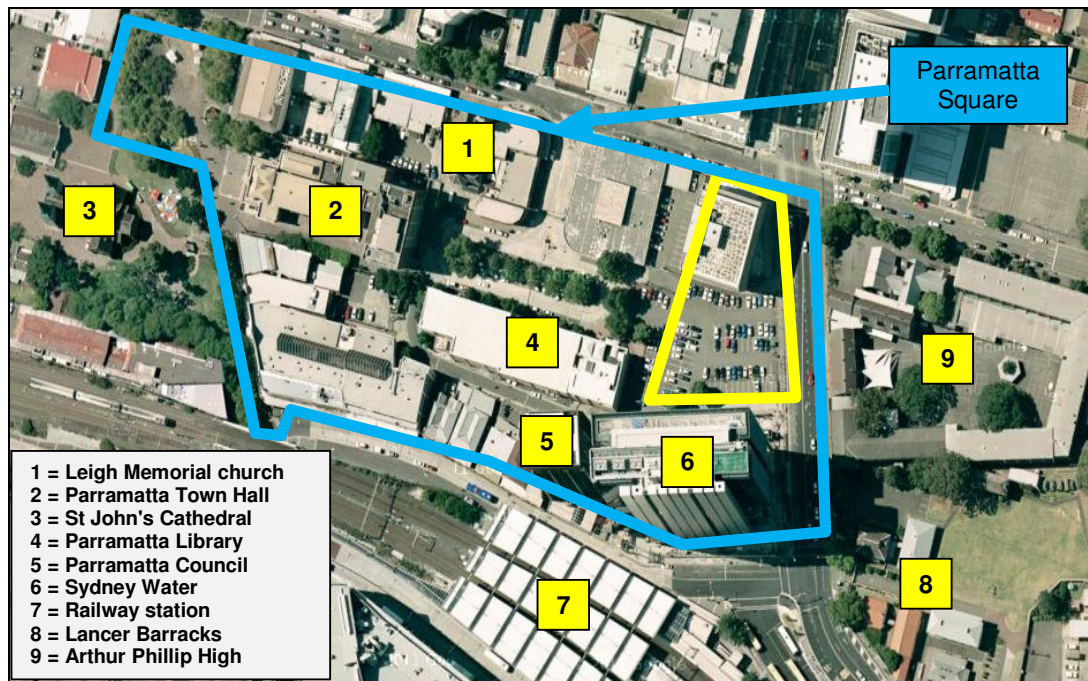 Parramatta
Square
1
2
3
4
9
5
6
1 = Leigh Memorial church
2 = Parramatta Town Hall
3 = St John's Cathedral
4 = Parramatta Library
5 = Parramatta Council
6 = Sydney Water
7 = Railway station
8 = Lancer Barracks
9 = Arthur Phillip High
7
8